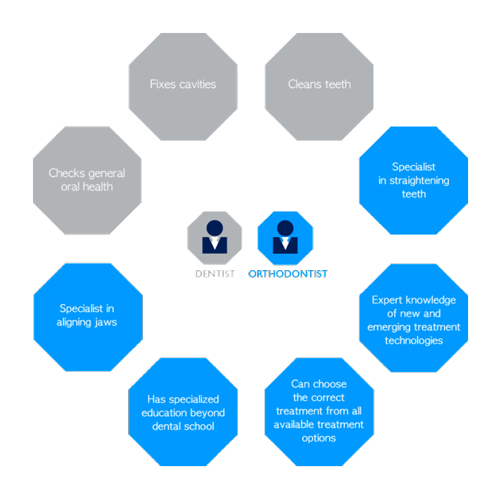 Fixes cavities
Cleans teeth
Checks general
oral health
Specialist
in straightening
teeth
DENTIST
ORTHODONTIST
Specialist in
aligning jaws
Expert knowledge
of new and
emerging treatment
technologies
Has specialized
education beyond
dental school
Can choose
the correct
treatment from all
available treatment
options